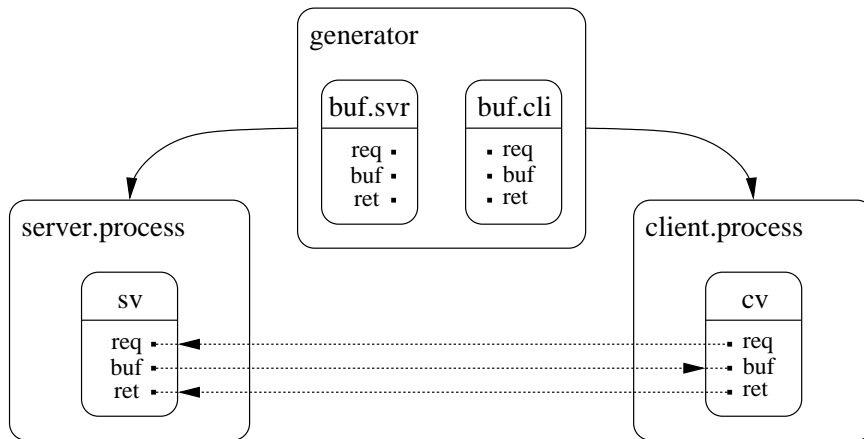 generator
buf.svr
buf.cli
req
req
buf
buf
ret
ret
server.process
client.process
sv
cv
req
req
buf
buf
ret
ret